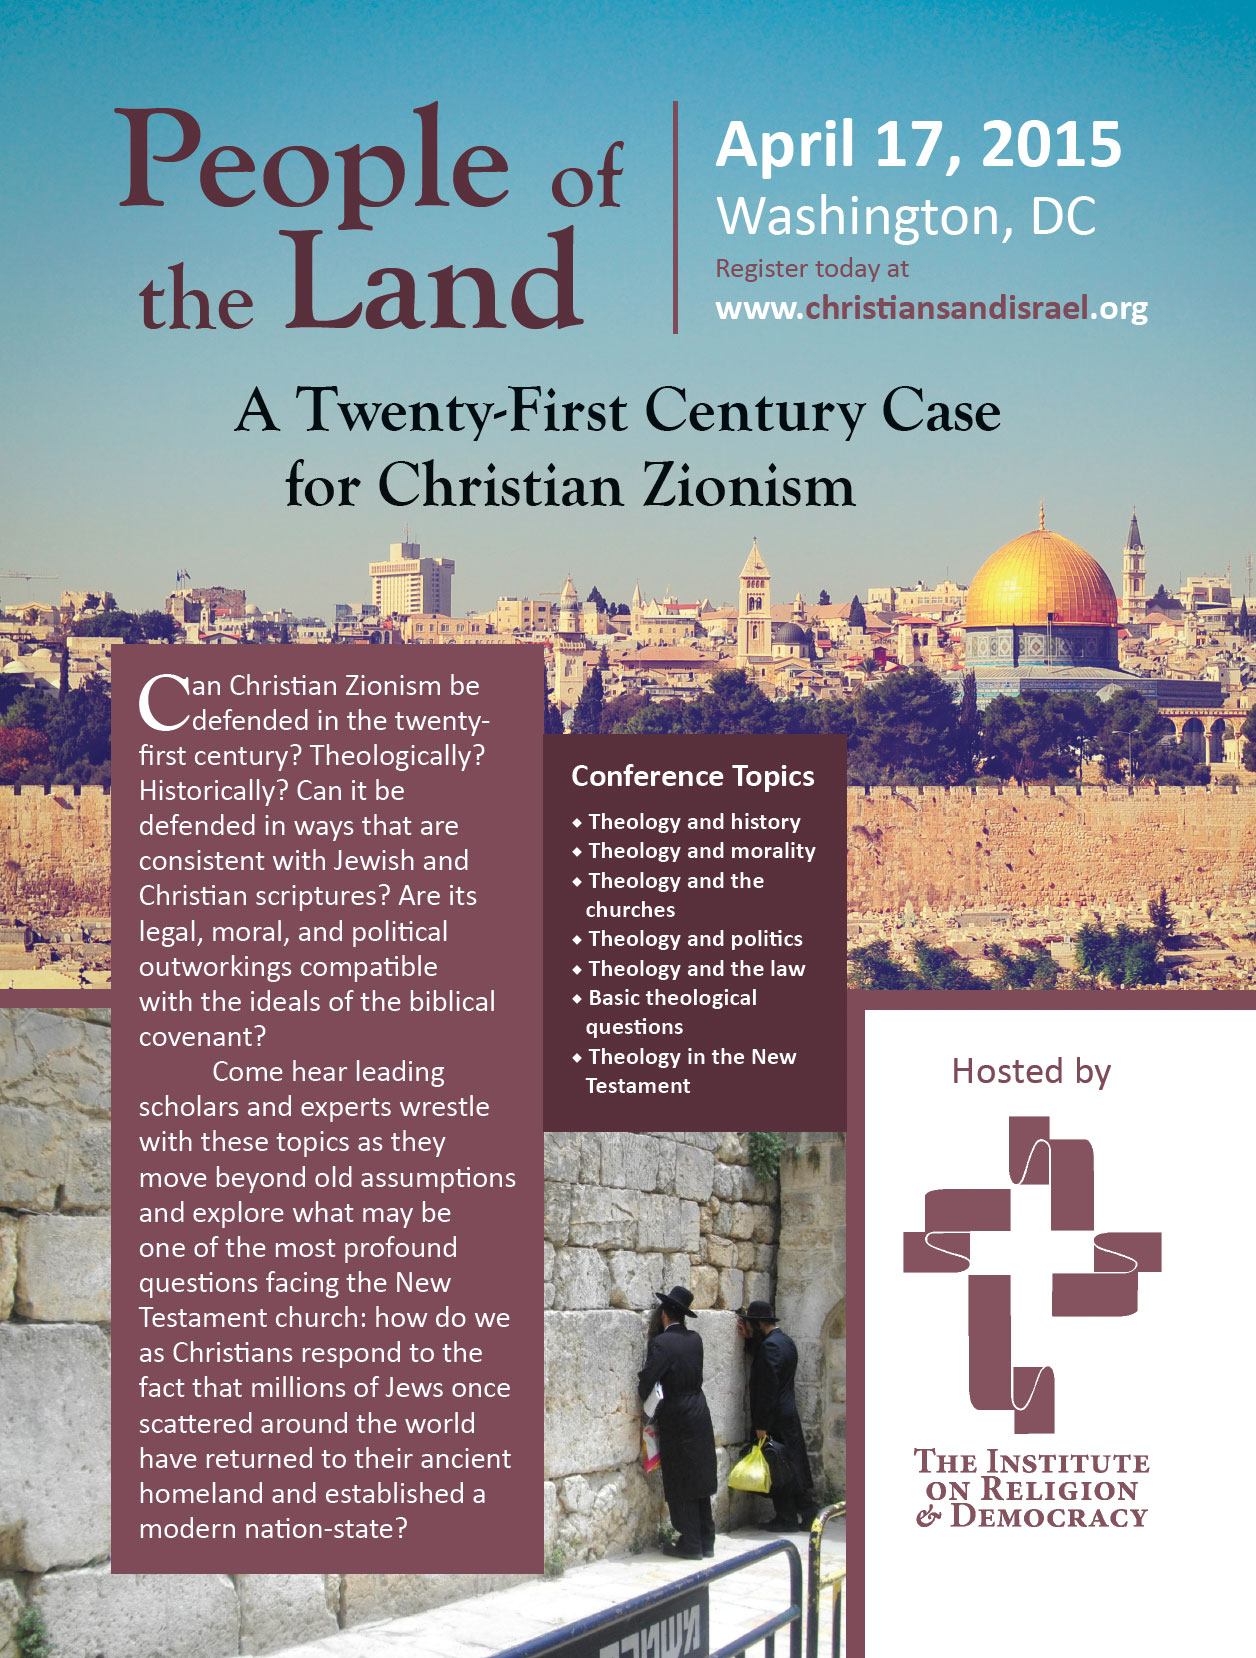 People of
the Land
April 17, 2015
Washington, DC
Register today at
www.christiansandisrael.org
A Twenty-First Century Case
for Christian Zionism
Can Christian Zionism be
defended in the twenty-
first century? Theologically?
Historically? Can it be
defended in ways that are
consistent with Jewish and
Christian scriptures? Are its
legal, moral, and political
outworkings compatible
with the ideals of the biblical
covenant?
Come hear leading
scholars and experts wrestle
with these topics as they
move beyond old assumptions
and explore what may be
one of the most profound
questions facing the New
Testament church: how do we
as Christians respond to the
fact that millions of Jews once
scattered around the world
have returned to their ancient
homeland and established a
modern nation-state?
Conference Topics
◆ Theology and history
◆ Theology and morality
◆ Theology and the
churches
◆ Theology and politics
◆ Theology and the law
◆ Basic theological
questions
◆ Theology in the New
Testament
Hosted by
The Institute
on Religion
& Democracy